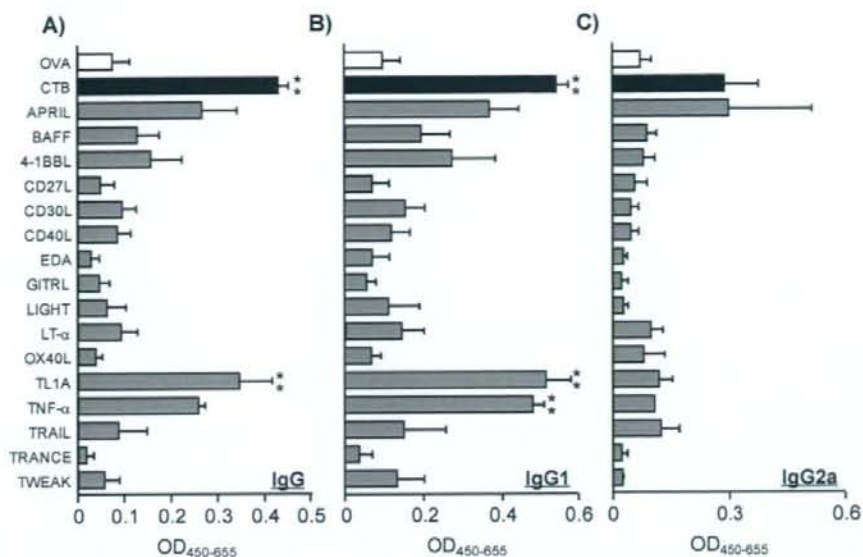 A)
B)
C)
OVA
CTB
APRIL
BAFF
4-1BBL
CD27L
CD30L
CD40L
EDA
GITRL
LIGHT
LT-α
OX40L
TL1A
TNF-α
TRAIL
TRANCE
TWEAK
* *
* *
* *
* *
* *
IgG
IgG1
IgG2a
0 0.1 0.2 0.3 0.4 0.5
0 0.2 0.4 0.6
0 0.3 0.6
OD450-655
OD450-655
OD450-655